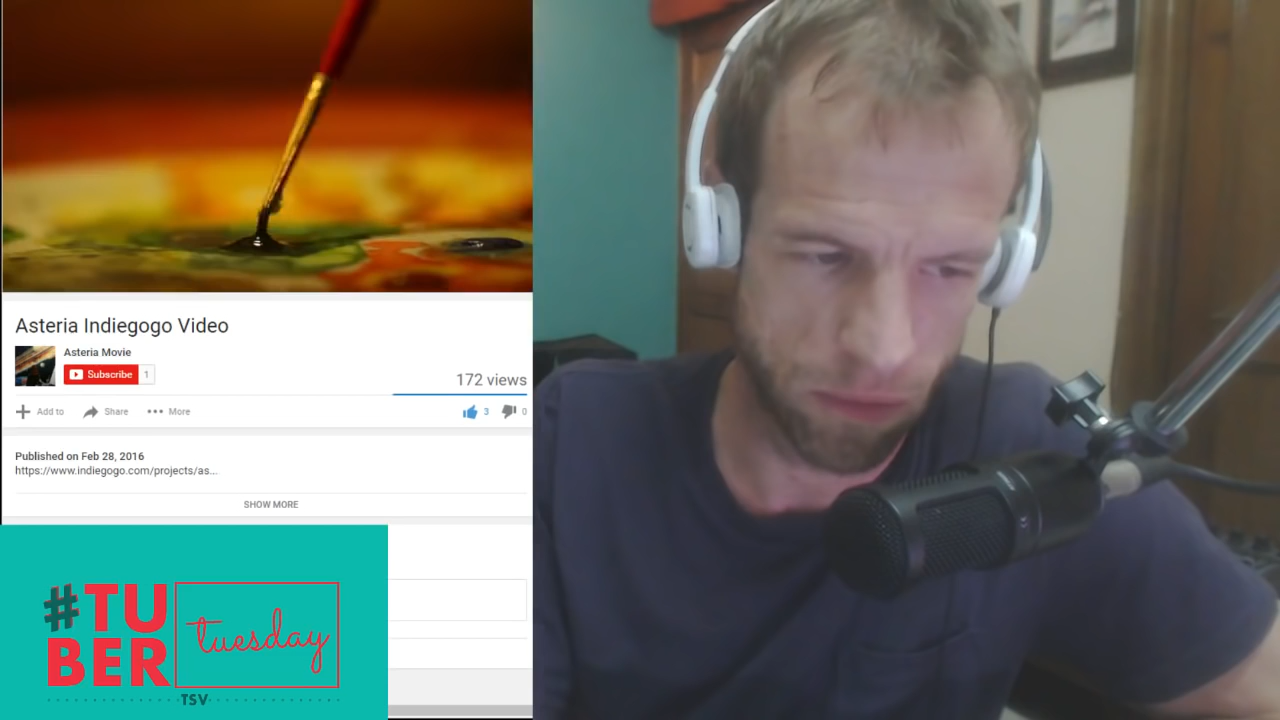 Asteria Indiegogo Video
Asteria Movie
Subscribe 1
172 views
Add to Share More 3 0
Published on Feb 28, 2016
https://www.indiegogo.com/projects/as...
SHOW MORE
#TU
BER
tuesday
TSV